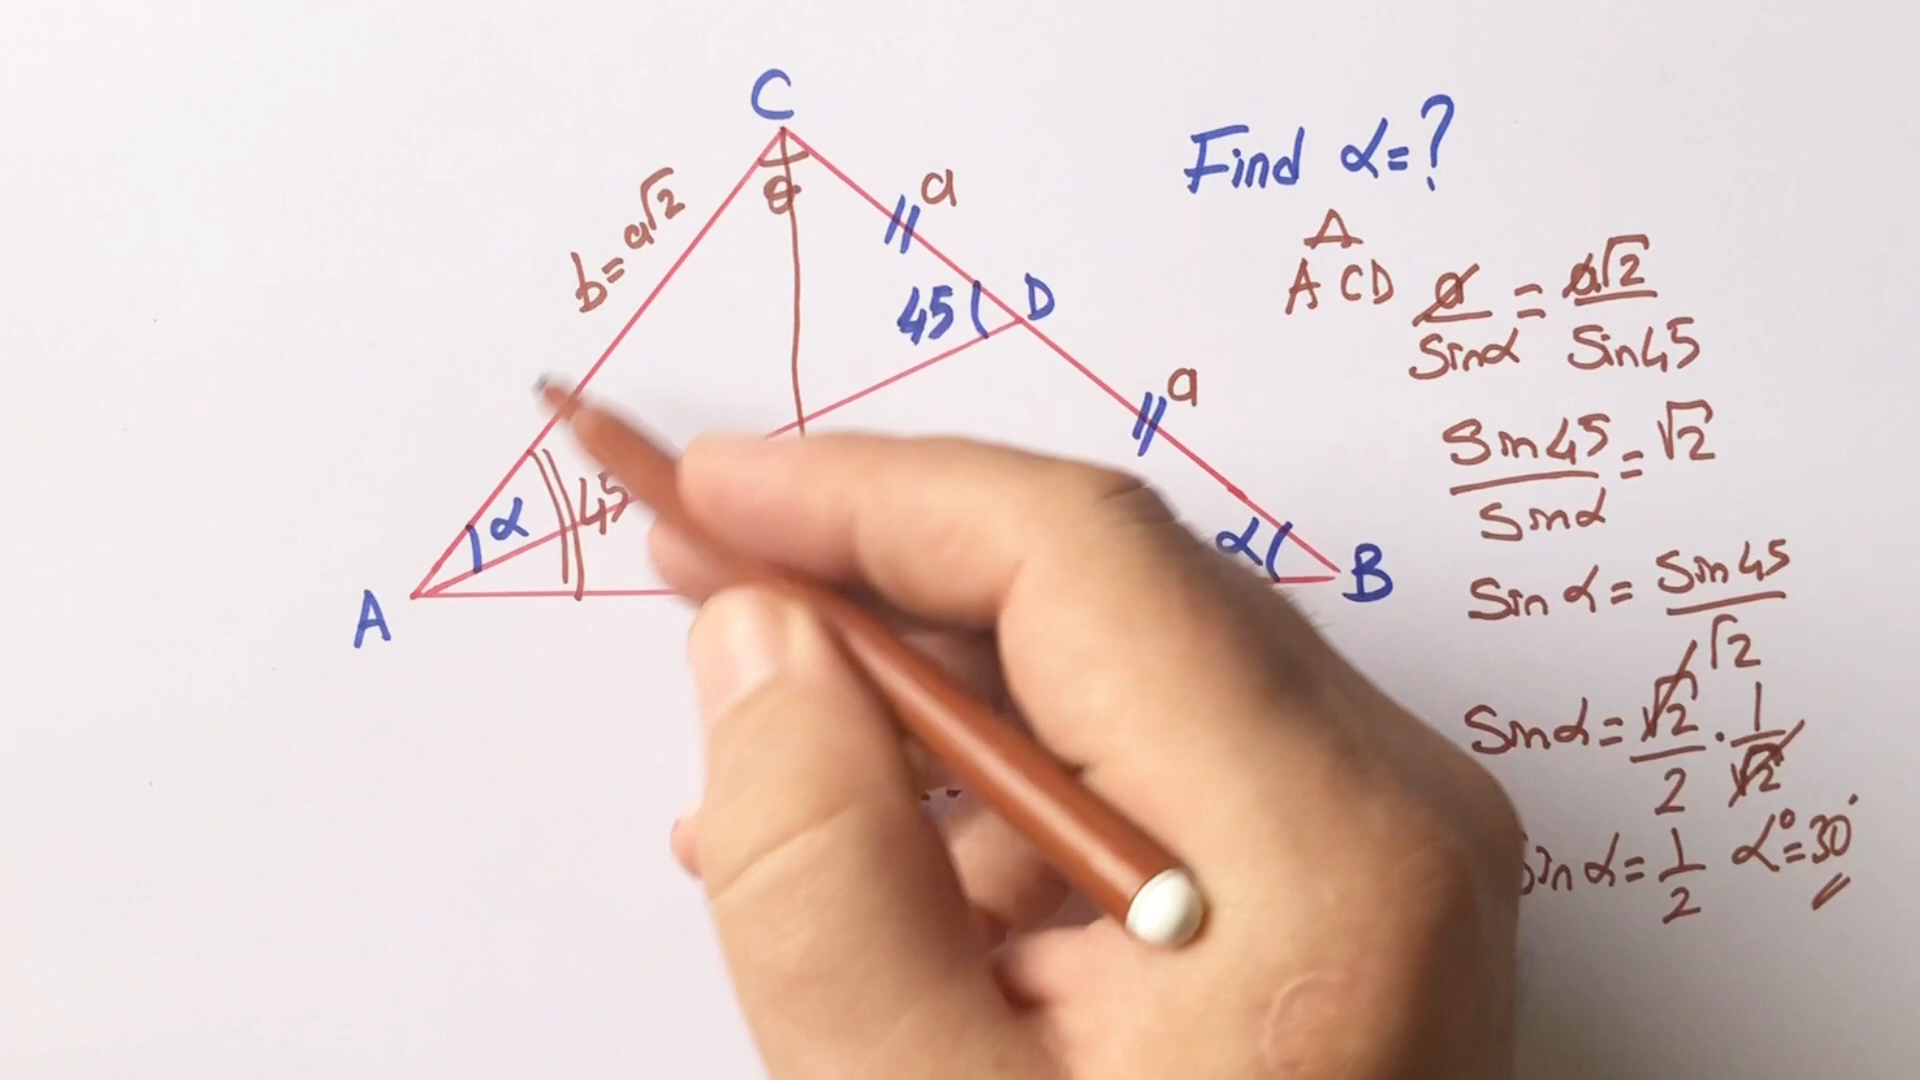 C
Find α=?
a
b=a√2
θ
A
ACD
a/Sinα = a√2/Sin45
45
D
a
Sin45/Sinα = √2
α
45
α
B
A
Sinα = Sin45/√2
Sinα = √2/2 · 1/√2
Sinα = 1/2 α°=30